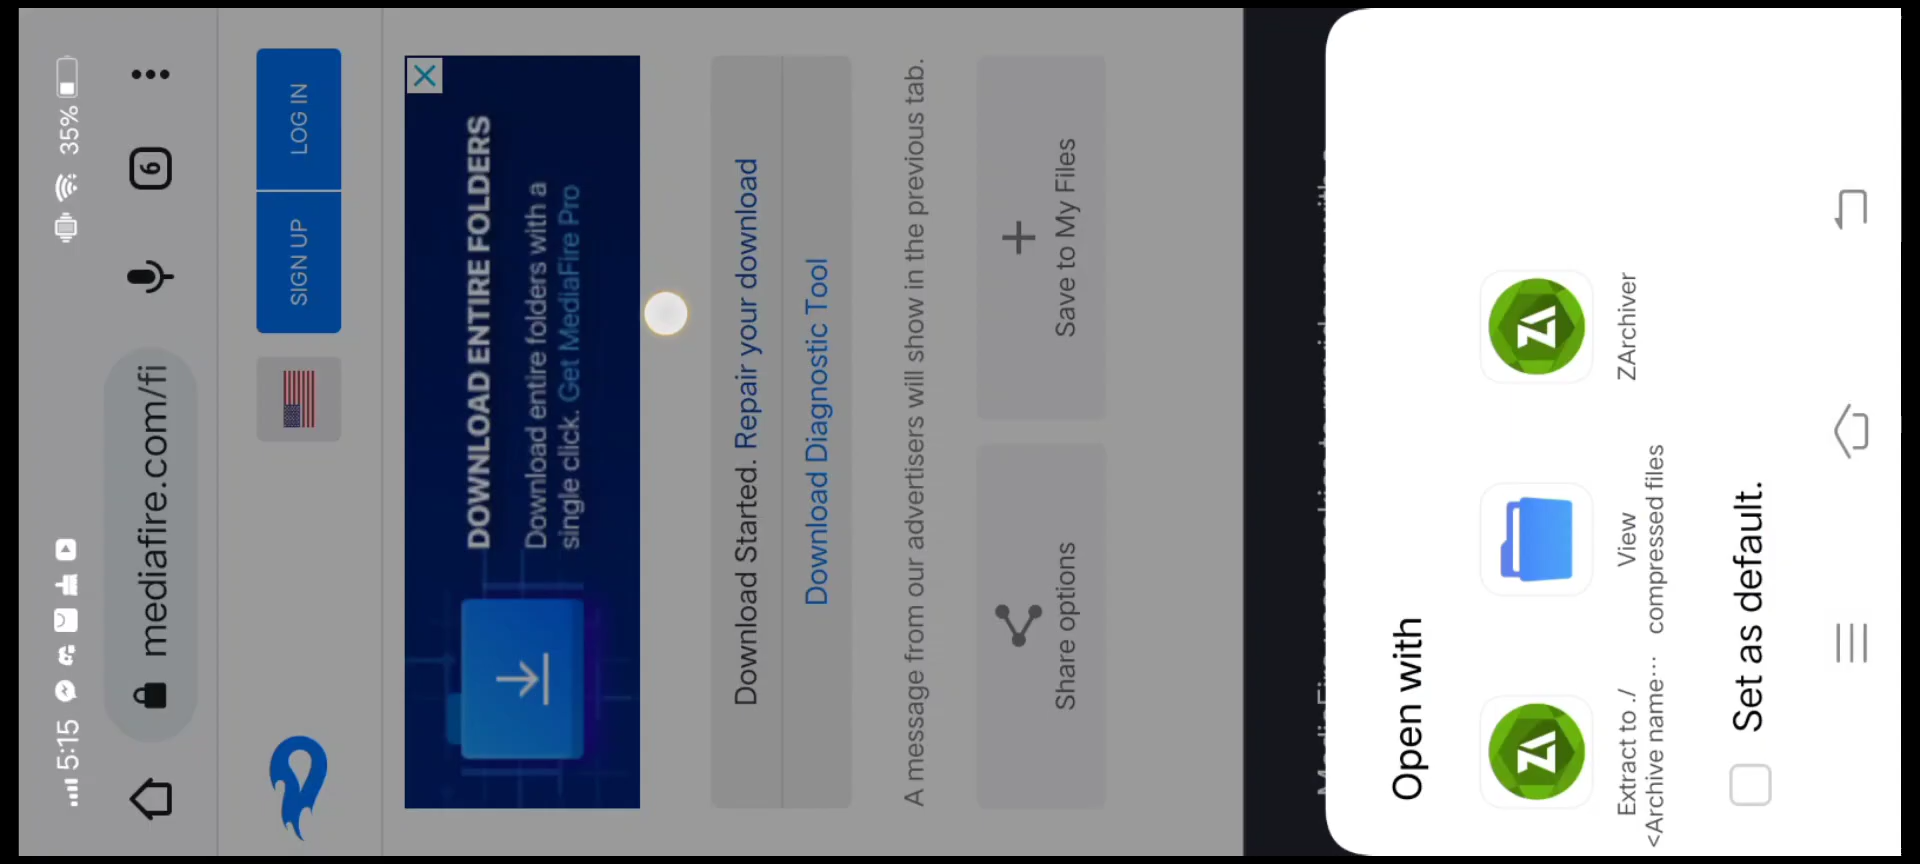 5:15
35%
mediafire.com/fi
6
SIGN UP
LOG IN
DOWNLOAD ENTIRE FOLDERS
Download entire folders with a
single click. Get MediaFire Pro
Download Started. Repair your download
Download Diagnostic Tool
A message from our advertisers will show in the previous tab.
Share options
Save to My Files
Open with
ZA
Extract to ./
<Archive name…
View
compressed files
ZA
ZArchiver
Set as default.